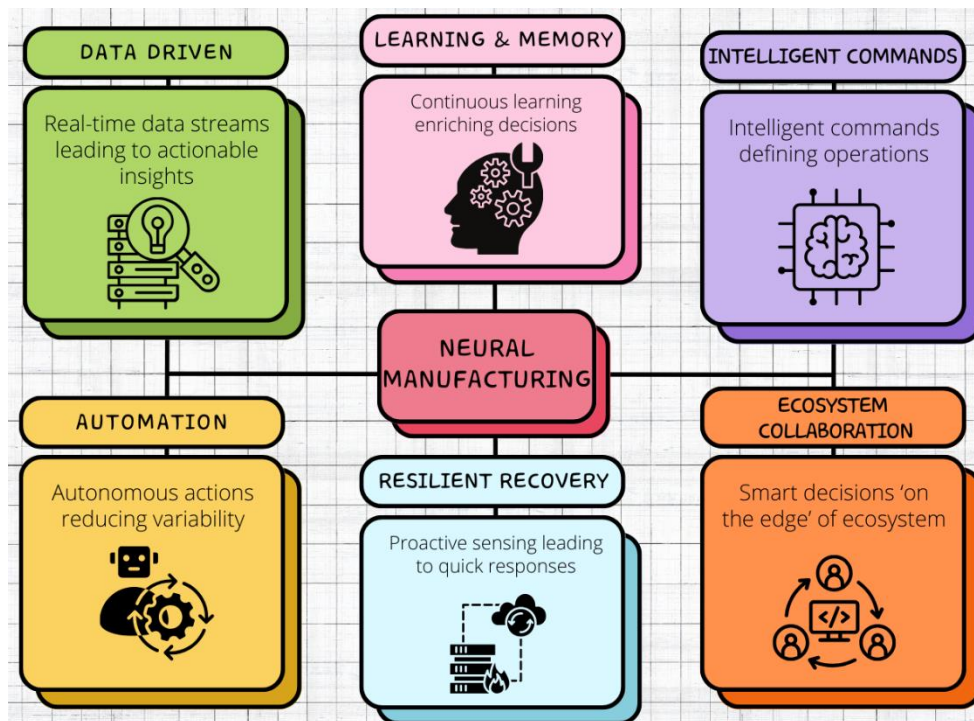 DATA DRIVEN
Real-time data streams
leading to actionable
insights
LEARNING & MEMORY
Continuous learning
enriching decisions
INTELLIGENT COMMANDS
Intelligent commands
defining operations
NEURAL
MANUFACTURING
AUTOMATION
Autonomous actions
reducing variability
RESILIENT RECOVERY
Proactive sensing leading
to quick responses
ECOSYSTEM
COLLABORATION
Smart decisions ‘on
the edge’ of ecosystem
</>